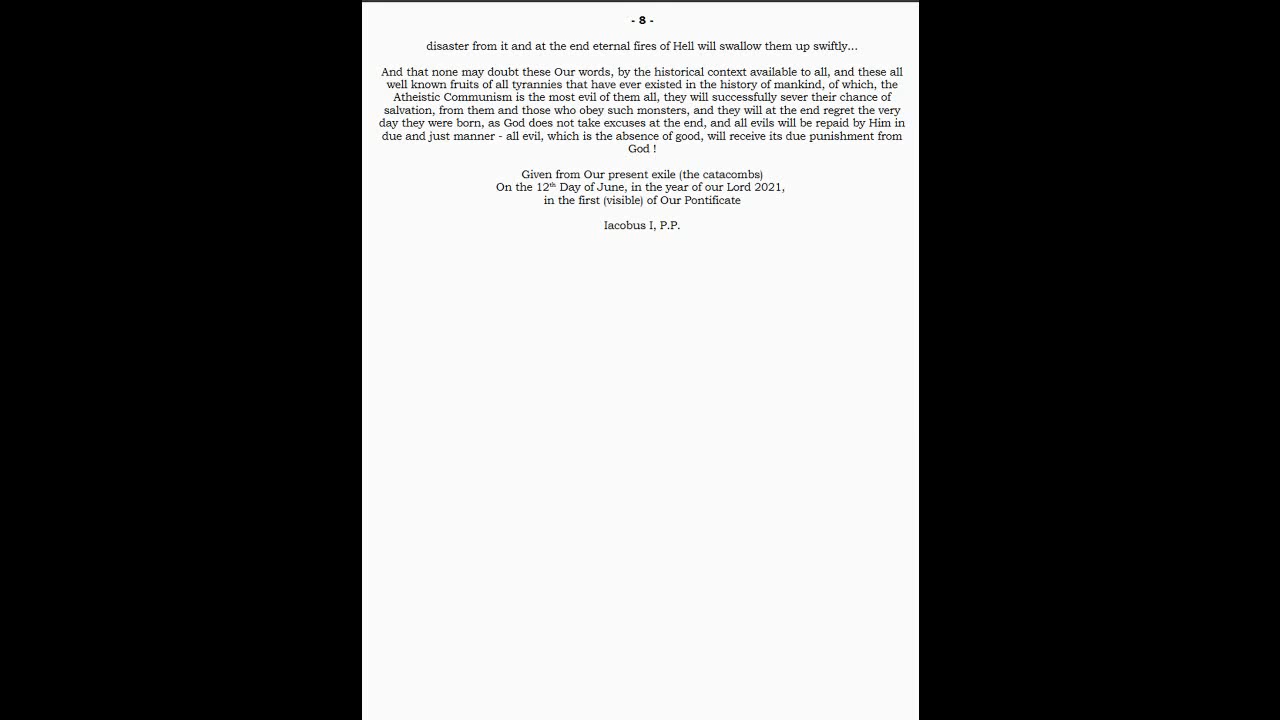 - 8 -
disaster from it and at the end eternal fires of Hell will swallow them up swiftly...
And that none may doubt these Our words, by the historical context available to all, and these all
well known fruits of all tyrannies that have ever existed in the history of mankind, of which, the
Atheistic Communism is the most evil of them all, they will successfully sever their chance of
salvation, from them and those who obey such monsters, and they will at the end regret the very
day they were born, as God does not take excuses at the end, and all evils will be repaid by Him in
due and just manner - all evil, which is the absence of good, will receive its due punishment from
God !
Given from Our present exile (the catacombs)
On the 12th Day of June, in the year of our Lord 2021,
in the first (visible) of Our Pontificate
Iacobus I, P.P.